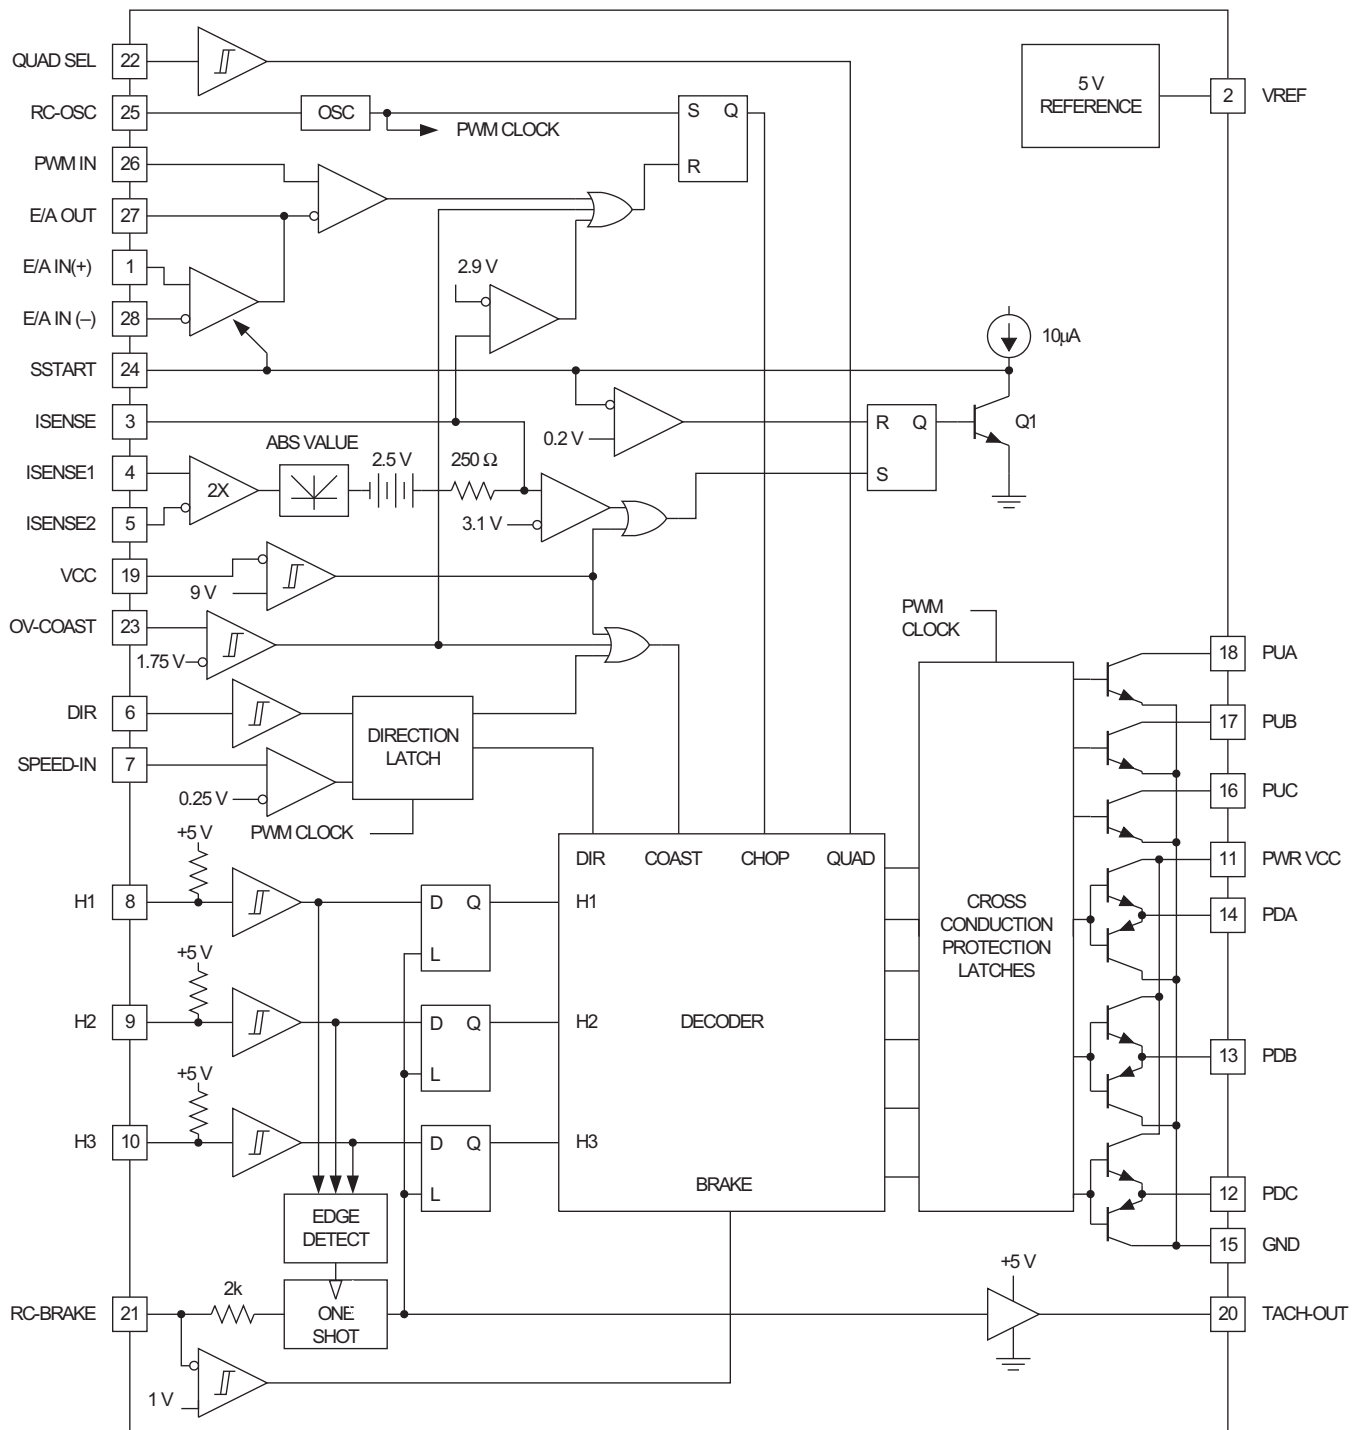 QUAD SEL 22
5 V
REFERENCE
2 VREF
RC-OSC 25 OSC
S Q
PWM CLOCK
PWM IN 26
R
E/A OUT 27
E/A IN(+) 1
2.9 V
E/A IN (–) 28
10µA
SSTART 24
ISENSE 3
R Q
Q1
0.2 V
ABS VALUE
2.5 V
250 Ω
ISENSE1 4
2X
S
ISENSE2 5
3.1 V
VCC 19
9 V
OV-COAST 23
PWM
CLOCK
1.75 V
18 PUA
DIR 6
DIRECTION
LATCH
17 PUB
SPEED-IN 7
0.25 V
16 PUC
PWM CLOCK
+5 V
DIR COAST CHOP QUAD
11 PWR VCC
H1 8
D Q
H1
CROSS
CONDUCTION
PROTECTION
LATCHES
14 PDA
+5 V
L
H2 9
D Q
H2
DECODER
13 PDB
+5 V
L
H3 10
D Q
H3
BRAKE
L
12 PDC
EDGE
DETECT
15 GND
+5 V
2k
RC-BRAKE 21
ONE
SHOT
20 TACH-OUT
1 V